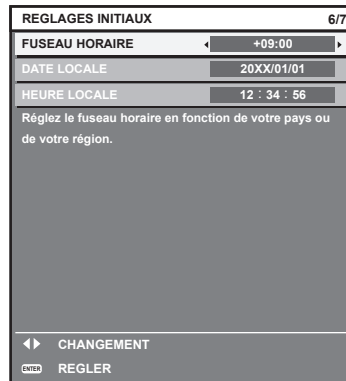 REGLAGES INITIAUX 6/7
FUSEAU HORAIRE +09:00
DATE LOCALE 20XX/01/01
HEURE LOCALE 12 : 34 : 56
Réglez le fuseau horaire en fonction de votre pays ou
de votre région.
CHANGEMENT
ENTER REGLER